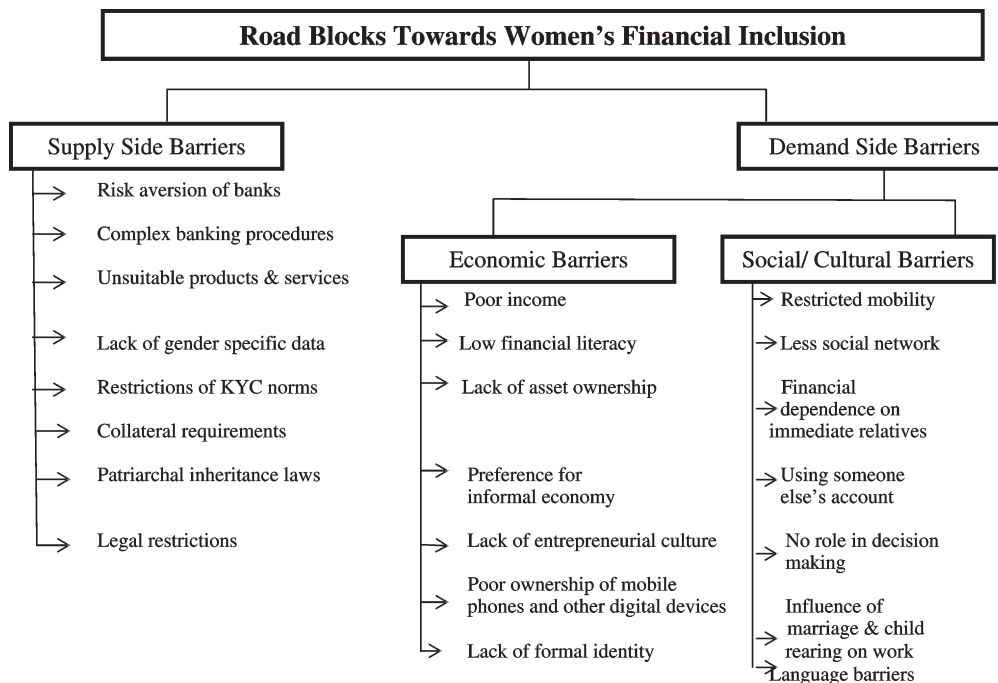 Road Blocks Towards Women's Financial Inclusion
Supply Side Barriers
Risk aversion of banks
Complex banking procedures
Unsuitable products & services
Lack of gender specific data
Restrictions of KYC norms
Collateral requirements
Patriarchal inheritance laws
Legal restrictions
Demand Side Barriers
Economic Barriers
Poor income
Low financial literacy
Lack of asset ownership
Preference for
informal economy
Lack of entrepreneurial culture
Poor ownership of mobile
phones and other digital devices
Lack of formal identity
Social/ Cultural Barriers
Restricted mobility
Less social network
Financial
dependence on
immediate relatives
Using someone
else's account
No role in decision
making
Influence of
marriage & child
rearing on work
Language barriers